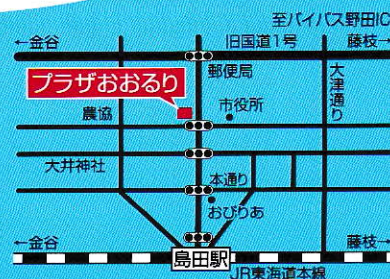 至バイパス野田IC
←金谷
旧国道1号
藤枝→
プラザおおるり
郵便局
大津通り
農協
市役所
大井神社
本通り
おびりあ
←金谷
島田駅
藤枝→
JR東海道本線